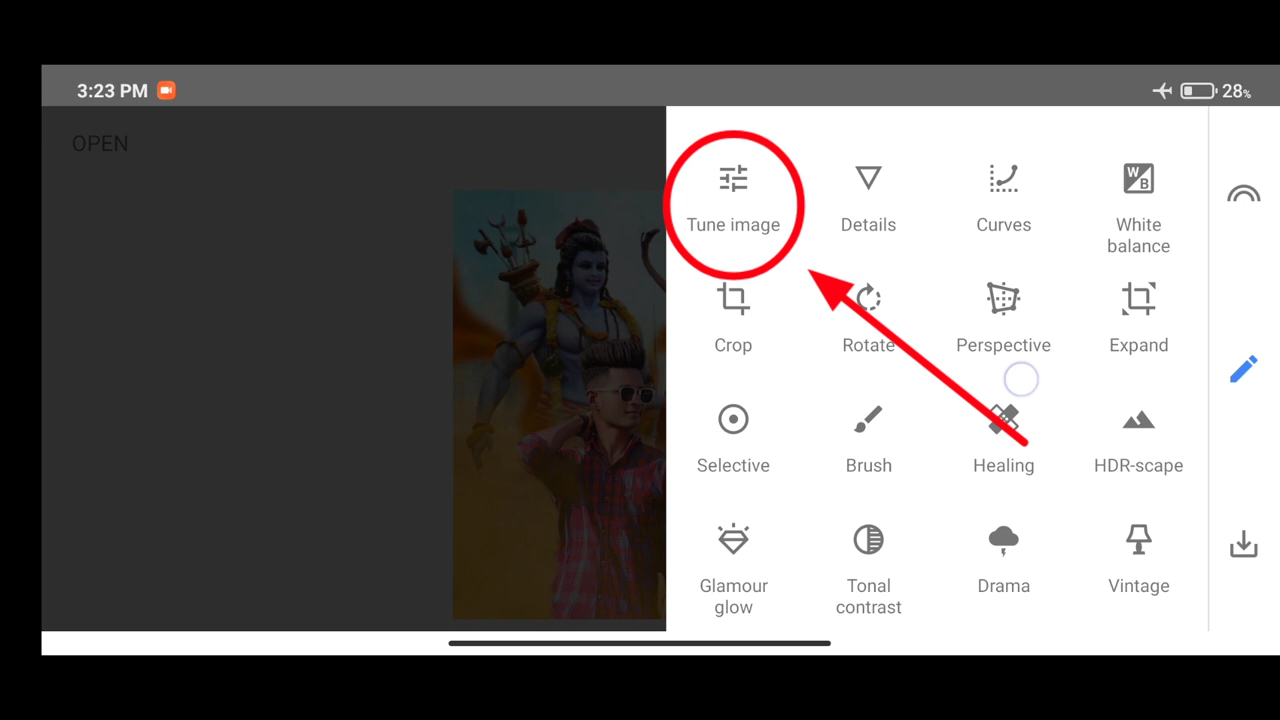 3:23 PM
28%
OPEN
Tune image
Details
Curves
White
balance
W
B
Crop
Rotate
Perspective
Expand
Selective
Brush
Healing
HDR-scape
Glamour
glow
Tonal
contrast
Drama
Vintage